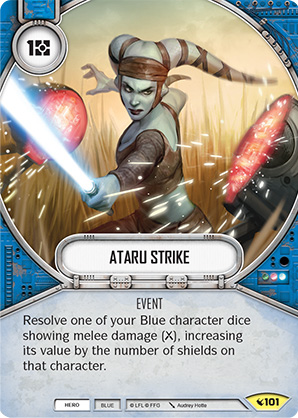 1
ATARU STRIKE
EVENT
Resolve one of your Blue character dice
showing melee damage (X), increasing
its value by the number of shields on
that character.
HERO BLUE © LFL © FFG Audrey Hotte 101